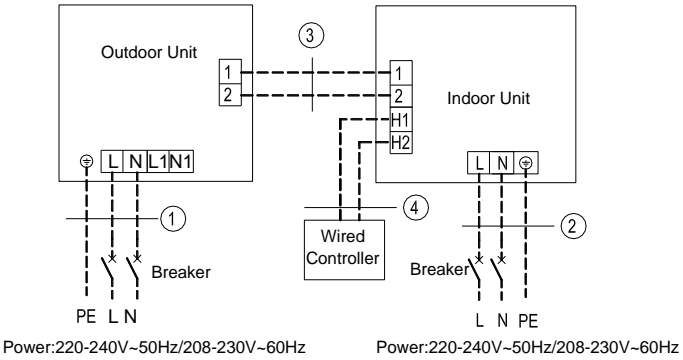 Outdoor Unit
1
2
L N L1 N1
③
1
2
H1
H2
Indoor Unit
L N
①
Breaker
PE L N
Power:220-240V~50Hz/208-230V~60Hz
④
Wired
Controller
②
Breaker
L N PE
Power:220-240V~50Hz/208-230V~60Hz